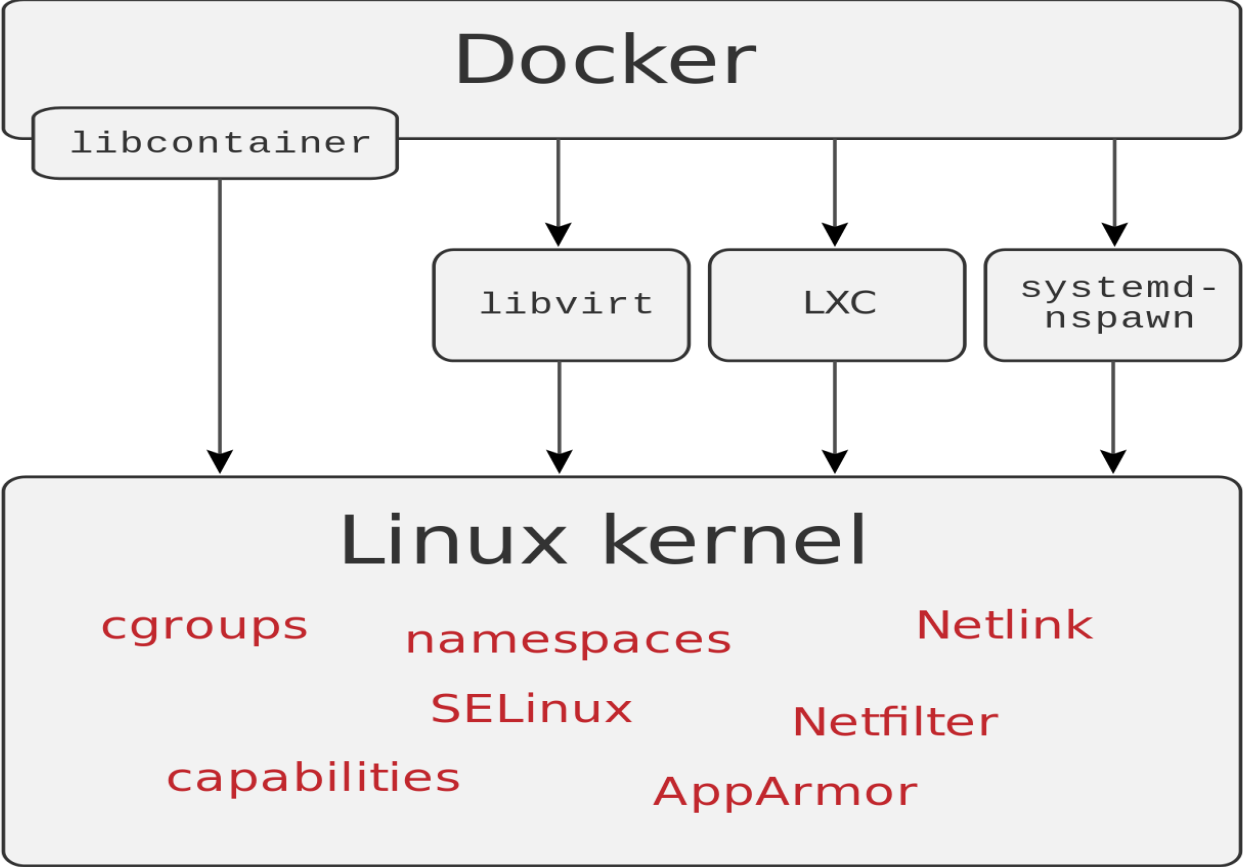 Docker
libcontainer
libvirt
LXC
systemd-
nspawn
Linux kernel
cgroups
namespaces
Netlink
SELinux
Netfilter
capabilities
AppArmor